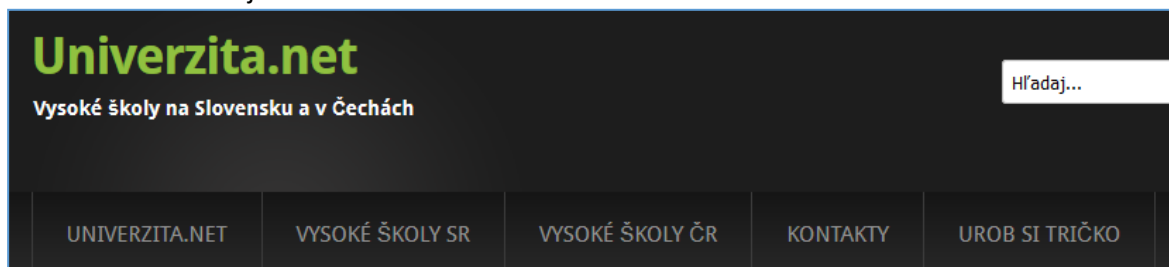 Univerzita.net
Vysoké školy na Slovensku a v Čechách
Hľadaj...
UNIVERZITA.NET VYSOKÉ ŠKOLY SR VYSOKÉ ŠKOLY ČR KONTAKTY UROB SI TRIČKO